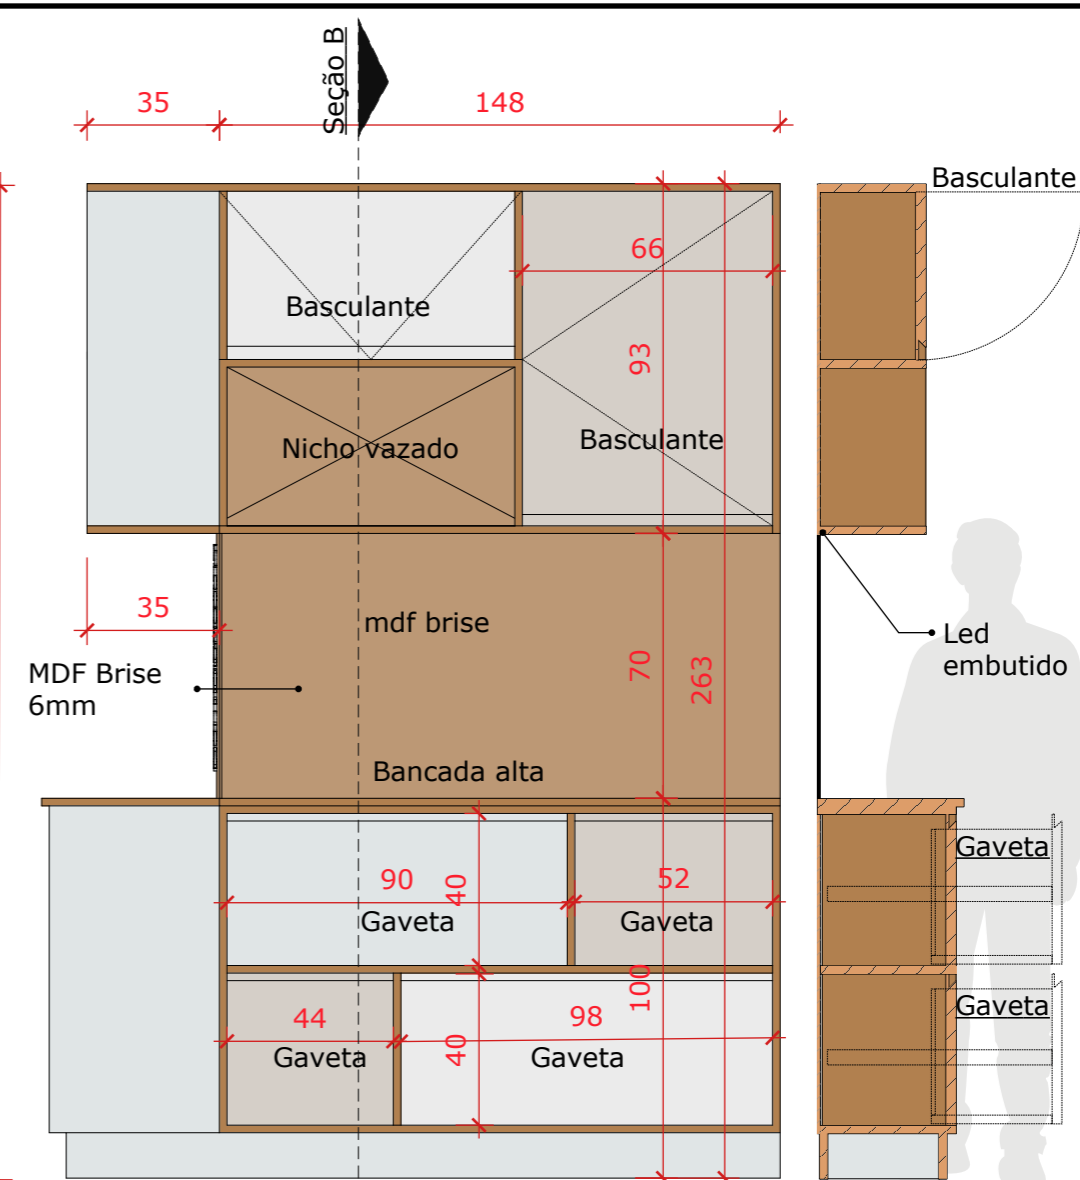 Seção B
35
148
Basculante
66
Basculante
93
Basculante
Nicho vazado
35
mdf brise
Led
embutido
MDF Brise
6mm
70
263
Bancada alta
90
40
52
Gaveta
Gaveta
Gaveta
100
44
98
40
Gaveta
Gaveta
Gaveta